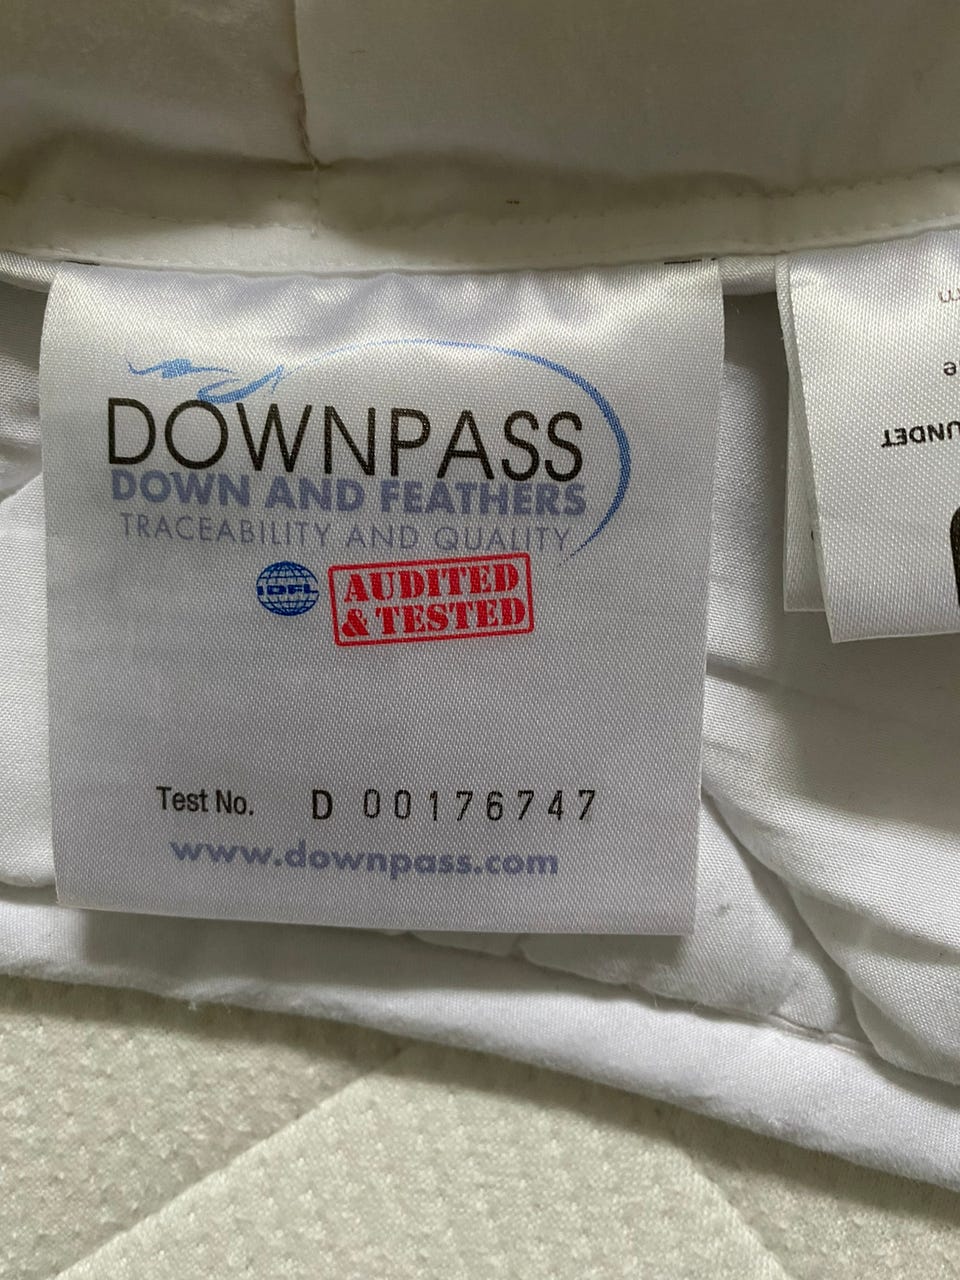 DOWNPASS
DOWN AND FEATHERS
TRACEABILITY AND QUALITY
IDFL
AUDITED
& TESTED
Test No. D 00176747
www.downpass.com